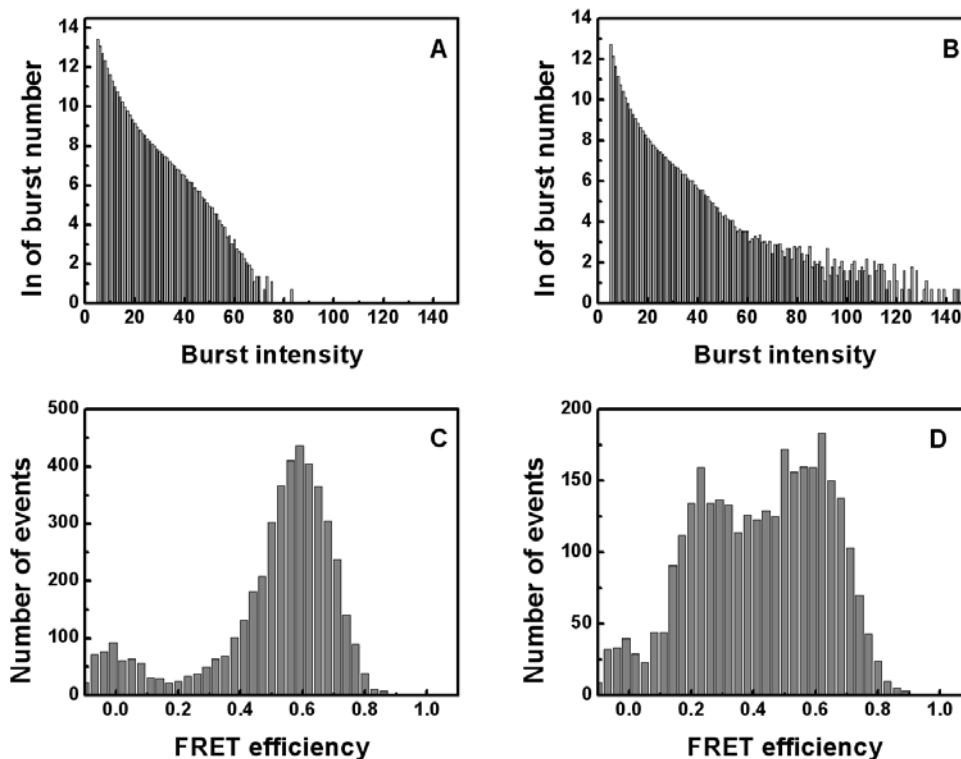 A
ln of burst number
14
12
10
8
6
4
2
0
0 20 40 60 80 100 120 140
Burst intensity
B
ln of burst number
14
12
10
8
6
4
2
0
0 20 40 60 80 100 120 140
Burst intensity
C
Number of events
500
400
300
200
100
0
0.0 0.2 0.4 0.6 0.8 1.0
FRET efficiency
D
Number of events
200
150
100
50
0
0.0 0.2 0.4 0.6 0.8 1.0
FRET efficiency